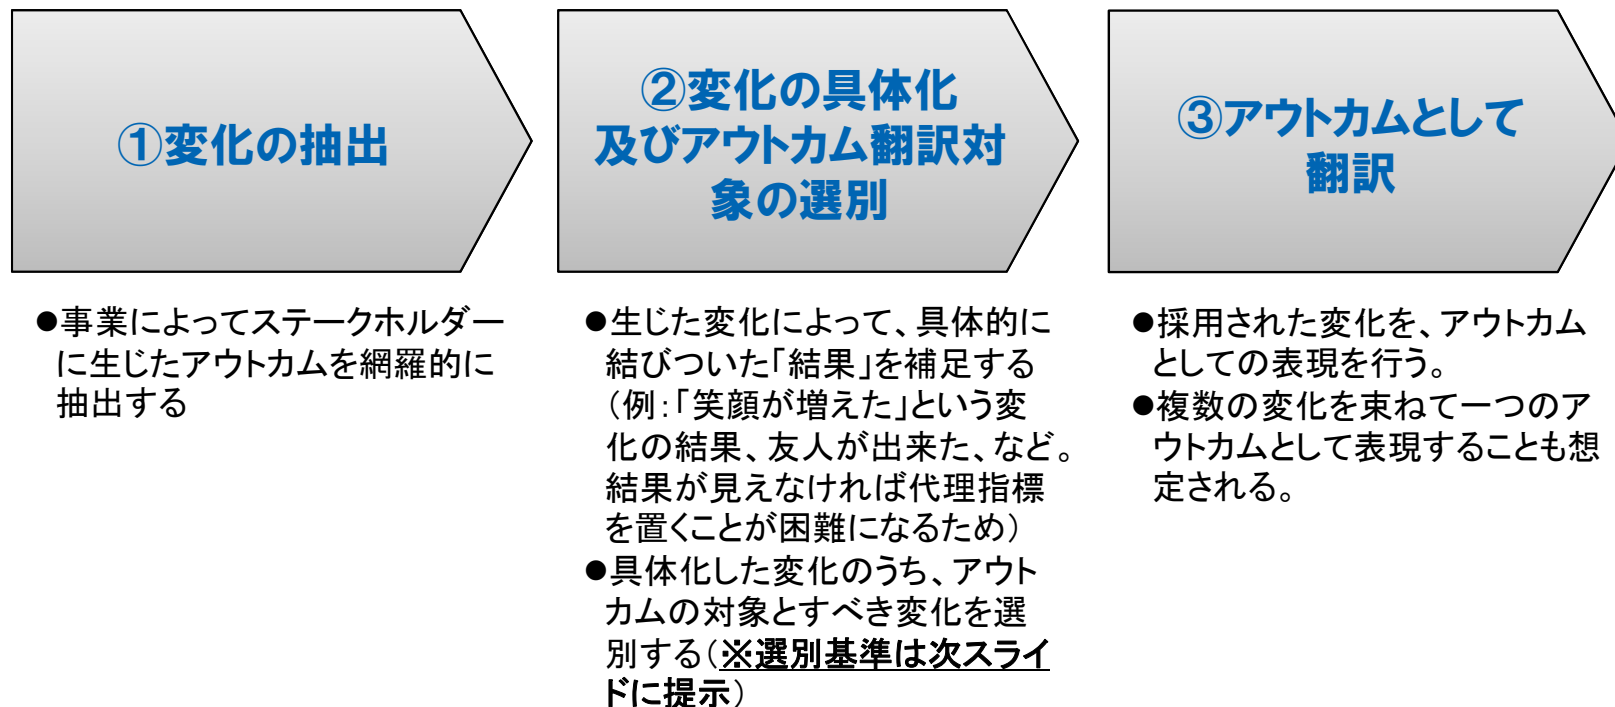 ①変化の抽出
②変化の具体化
及びアウトカム翻訳対
象の選別
③アウトカムとして
翻訳
●事業によってステークホルダー
に生じたアウトカムを網羅的に
抽出する
●生じた変化によって、具体的に
結びついた「結果」を補足する
（例：「笑顔が増えた」という変
化の結果、友人が出来た、など。
結果が見えなければ代理指標
を置くことが困難になるため）
●具体化した変化のうち、アウト
カムの対象とすべき変化を選
別する（※選別基準は次スライ
ドに提示）
●採用された変化を、アウトカム
としての表現を行う。
●複数の変化を束ねて一つのア
ウトカムとして表現することも想
定される。